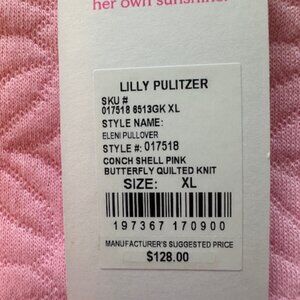 her own sunshine.
LILLY PULITZER
SKU #
017518 6513GK XL
STYLE NAME:
ELENI PULLOVER
STYLE #: 017518
CONCH SHELL PINK
BUTTERFLY QUILTED KNIT
SIZE: XL
197367 170900
MANUFACTURER'S SUGGESTED PRICE
$128.00